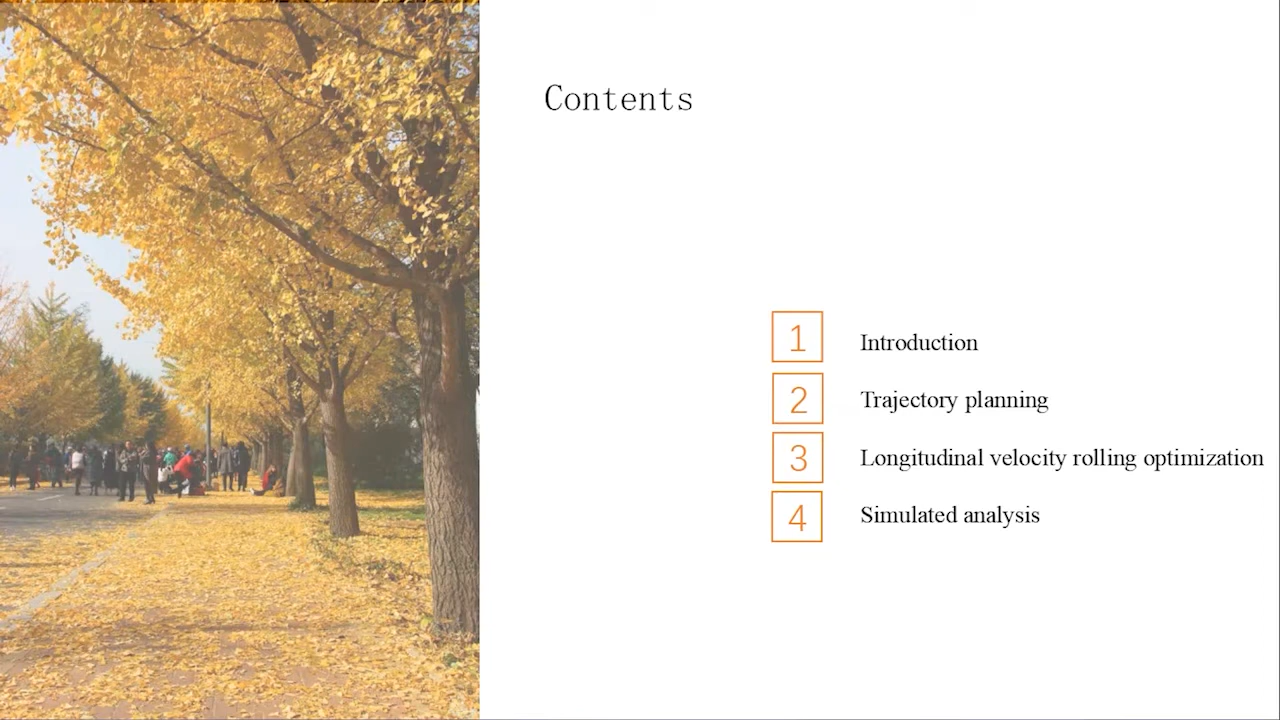 Contents
1 Introduction
2 Trajectory planning
3 Longitudinal velocity rolling optimization
4 Simulated analysis